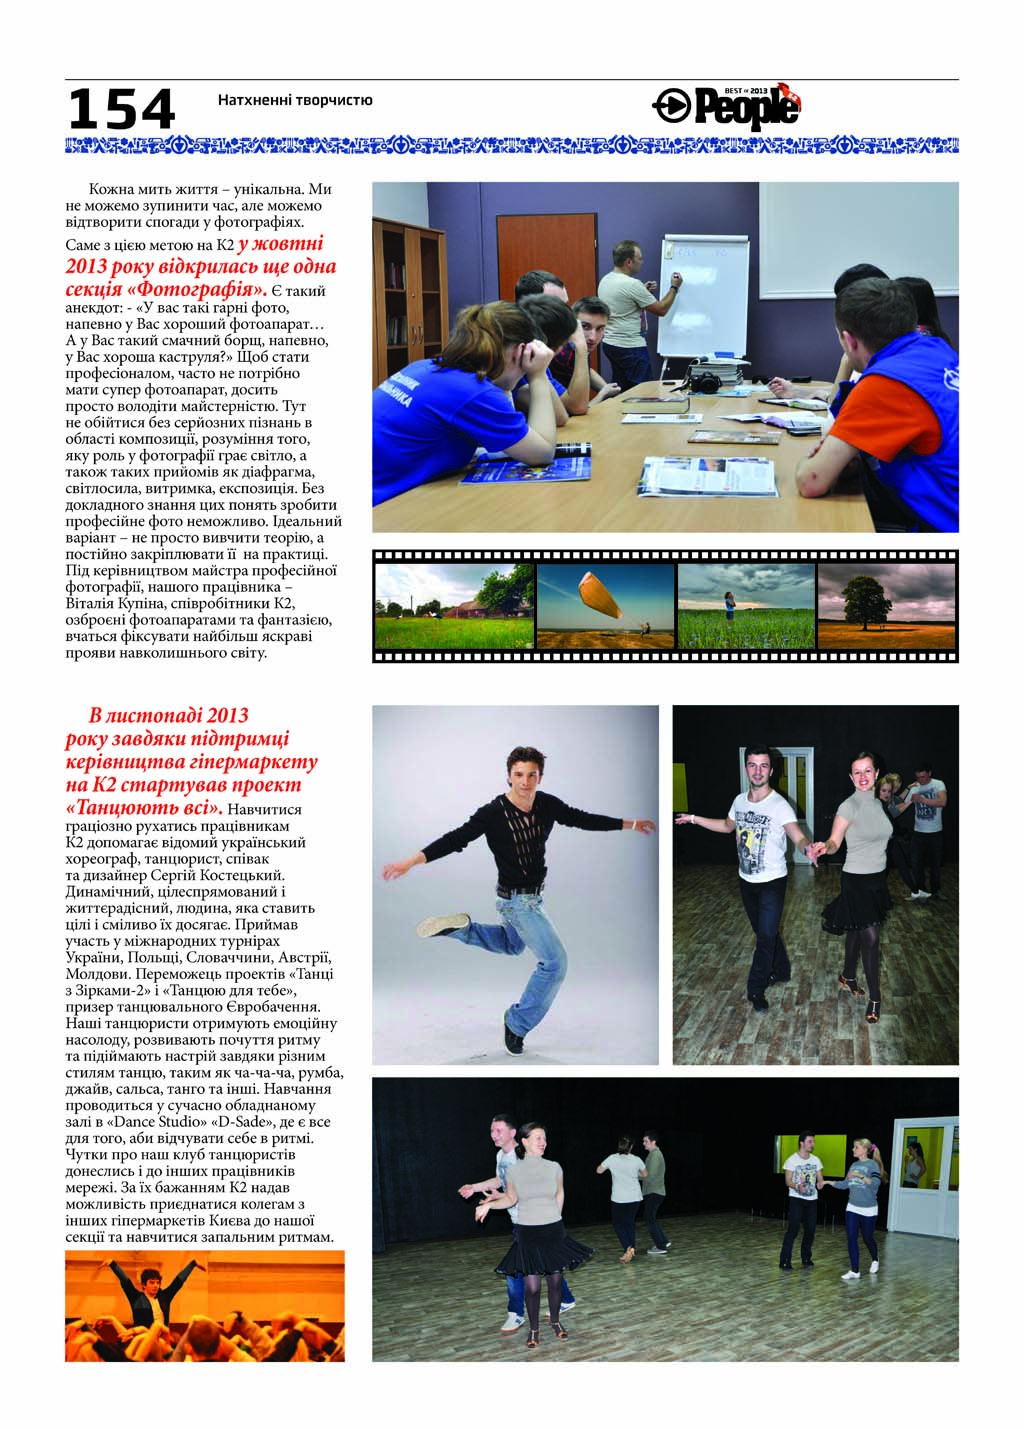 154
Натхненні творчистю
BEST OF 2013
People
Кожна мить життя – унікальна. Ми
не можемо зупинити час, але можемо
відтворити спогади у фотографіях.
Саме з цією метою на К2 у жовтні
2013 року відкрилась ще одна
секція «Фотографія». Є такий
анекдот: - «У вас такі гарні фото,
напевно у Вас хороший фотоапарат…
А у Вас такий смачний борщ, напевно,
у Вас хороша каструля?» Щоб стати
професіоналом, часто не потрібно
мати супер фотоапарат, досить
просто володіти майстерністю. Тут
не обійтися без серйозних пізнань в
області композиції, розуміння того,
яку роль у фотографії грає світло, а
також таких прийомів як діафрагма,
світлосила, витримка, експозиція. Без
докладного знання цих понять зробити
професійне фото неможливо. Ідеальний
варіант – не просто вивчити теорію, а
постійно закріплювати її на практиці.
Під керівництвом майстра професійної
фотографії, нашого працівника –
Віталія Купіна, співробітники К2,
озброєні фотоапаратами та фантазією,
вчаться фіксувати найбільш яскраві
прояви навколишнього світу.
В листопаді 2013
року завдяки підтримці
керівництва гіпермаркету
на К2 стартував проект
«Танцюють всі». Навчитися
граціозно рухатись працівникам
К2 допомагає відомий український
хореограф, танцюрист, співак
та дизайнер Сергій Костецький.
Динамічний, цілеспрямований і
життєрадісний, людина, яка ставить
цілі і сміливо їх досягає. Приймав
участь у міжнародних турнірах
України, Польщі, Словаччини, Австрії,
Молдови. Переможець проектів «Танці
з Зірками-2» і «Танцюю для тебе»,
призер танцювального Євробачення.
Наші танцюристи отримують емоційну
насолоду, розвивають почуття ритму
та підіймають настрій завдяки різним
стилям танцю, таким як ча-ча-ча, румба,
джайв, сальса, танго та інші. Навчання
проводиться у сучасно обладнаному
залі в «Dance Studio» «D-Sade», де є все
для того, аби відчувати себе в ритмі.
Чутки про наш клуб танцюристів
донеслись і до інших працівників
мережі. За їх бажанням К2 надав
можливість приєднатися колегам з
інших гіпермаркетів Києва до нашої
секції та навчитися запальним ритмам.